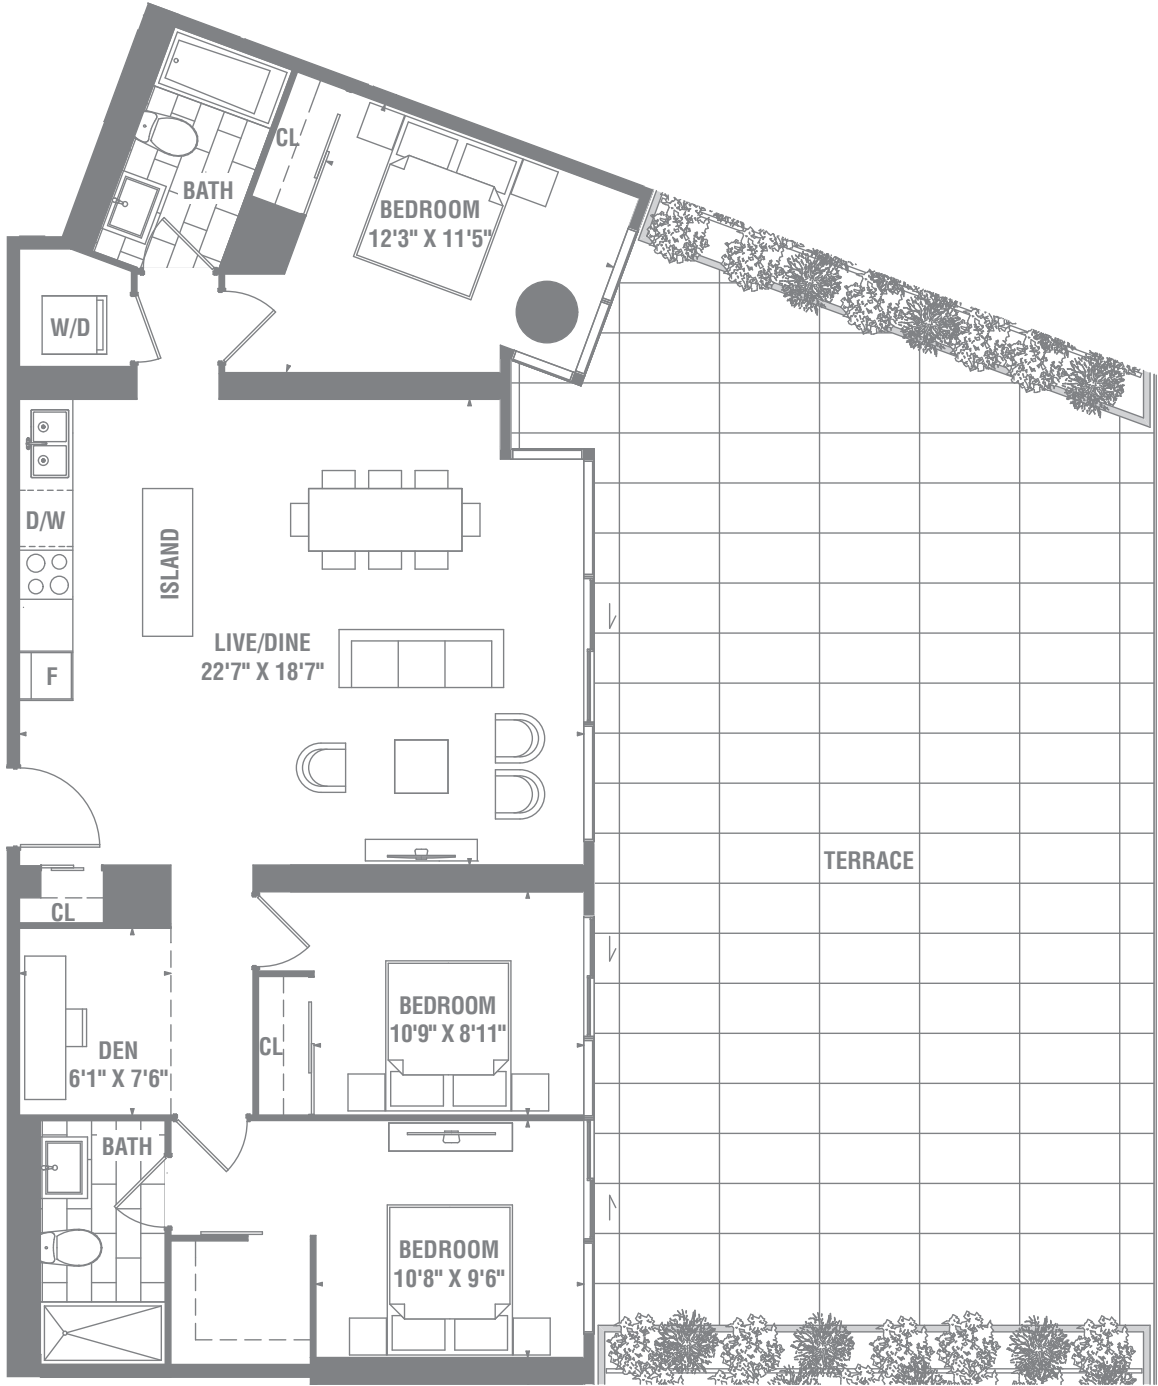 CL
BATH
BEDROOM
12'3" X 11'5"
W/D
D/W
ISLAND
LIVE/DINE
22'7" X 18'7"
F
TERRACE
CL
BEDROOM
10'9" X 8'11"
CL
DEN
6'1" X 7'6"
BATH
BEDROOM
10'8" X 9'6"